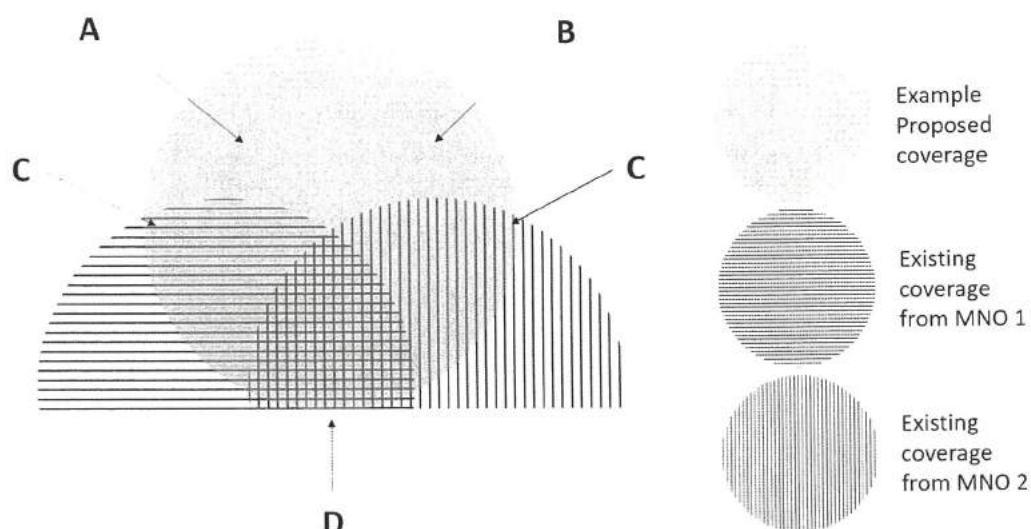 A
B
C
C
D
Example
Proposed
coverage
Existing
coverage
from MNO 1
Existing
coverage
from MNO 2